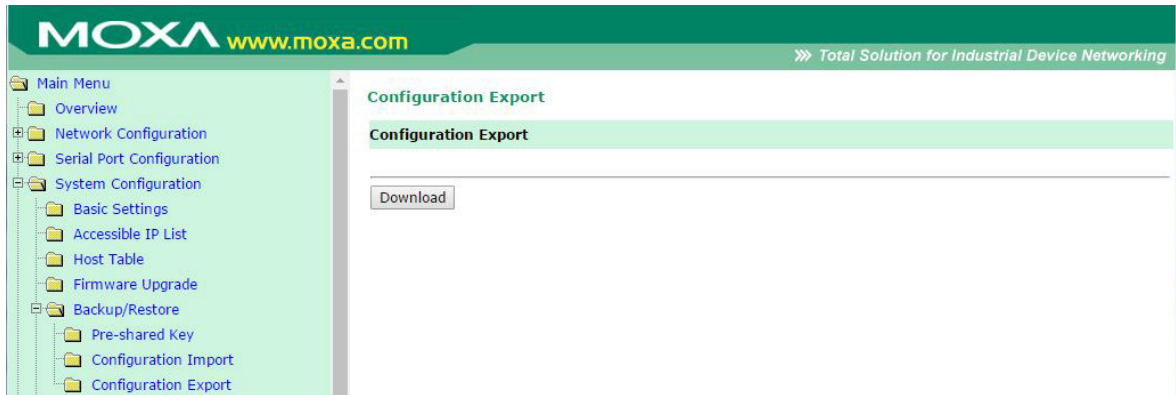 MOXA www.moxa.com
Total Solution for Industrial Device Networking
Main Menu
Overview
Network Configuration
Serial Port Configuration
System Configuration
Basic Settings
Accessible IP List
Host Table
Firmware Upgrade
Backup/Restore
Pre-shared Key
Configuration Import
Configuration Export
Configuration Export
Configuration Export
Download